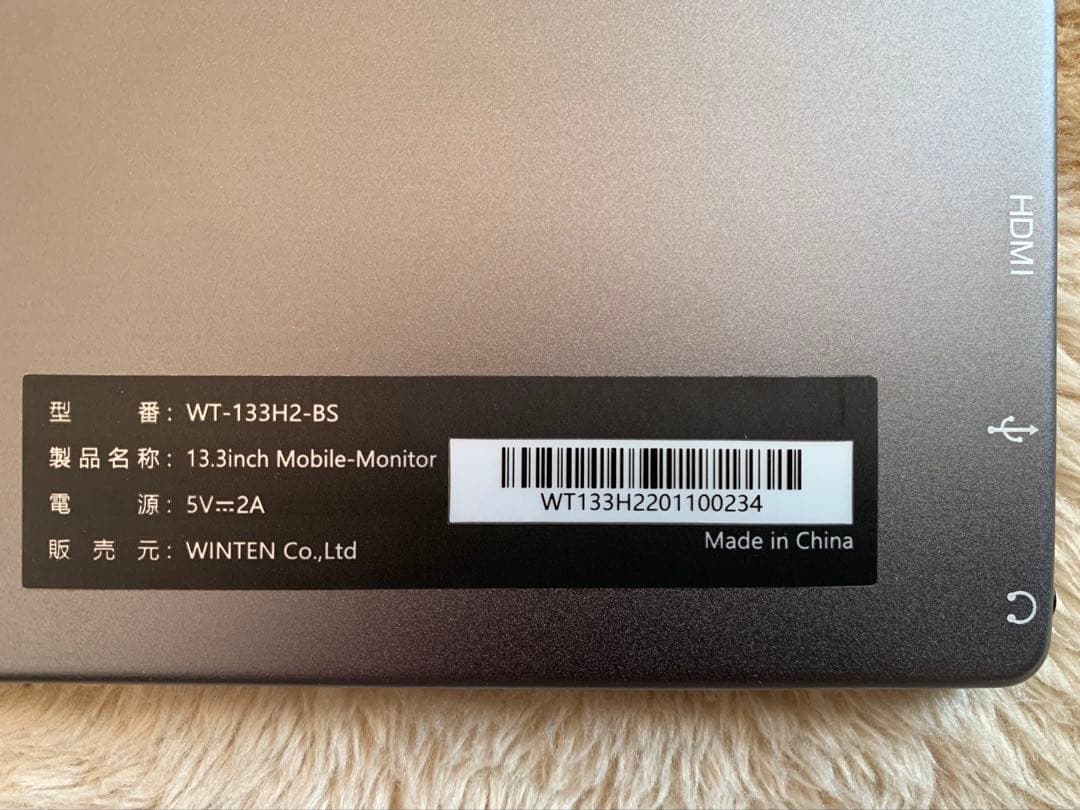 HDMI
型番: WT-133H2-BS
製品名称: 13.3inch Mobile-Monitor
電源: 5V⎓2A
販売元: WINTEN Co.,Ltd
WT133H2201100234
Made in China